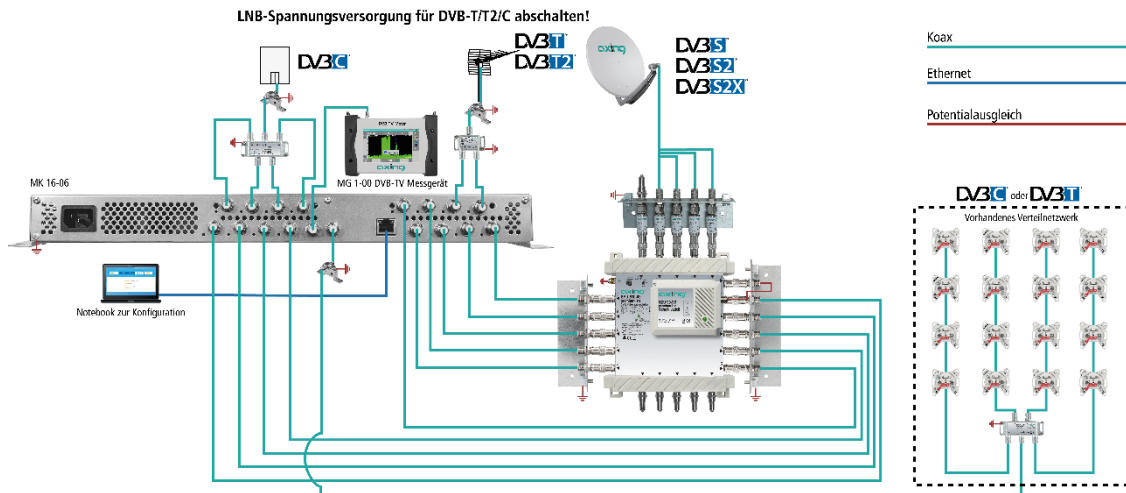 LNB-Spannungsversorgung für DVB-T/T2/C abschalten!
DVB C
DVB T
DVB T2
axing
DVB S
DVB S2
DVB S2X
Koax
Ethernet
Potentialausgleich
axing
MK 16-06
MG 1-00 DVB-TV Messgerät
DVB C oder DVB T
Vorhandenes Verteilnetzwerk
axing
Notebook zur Konfiguration